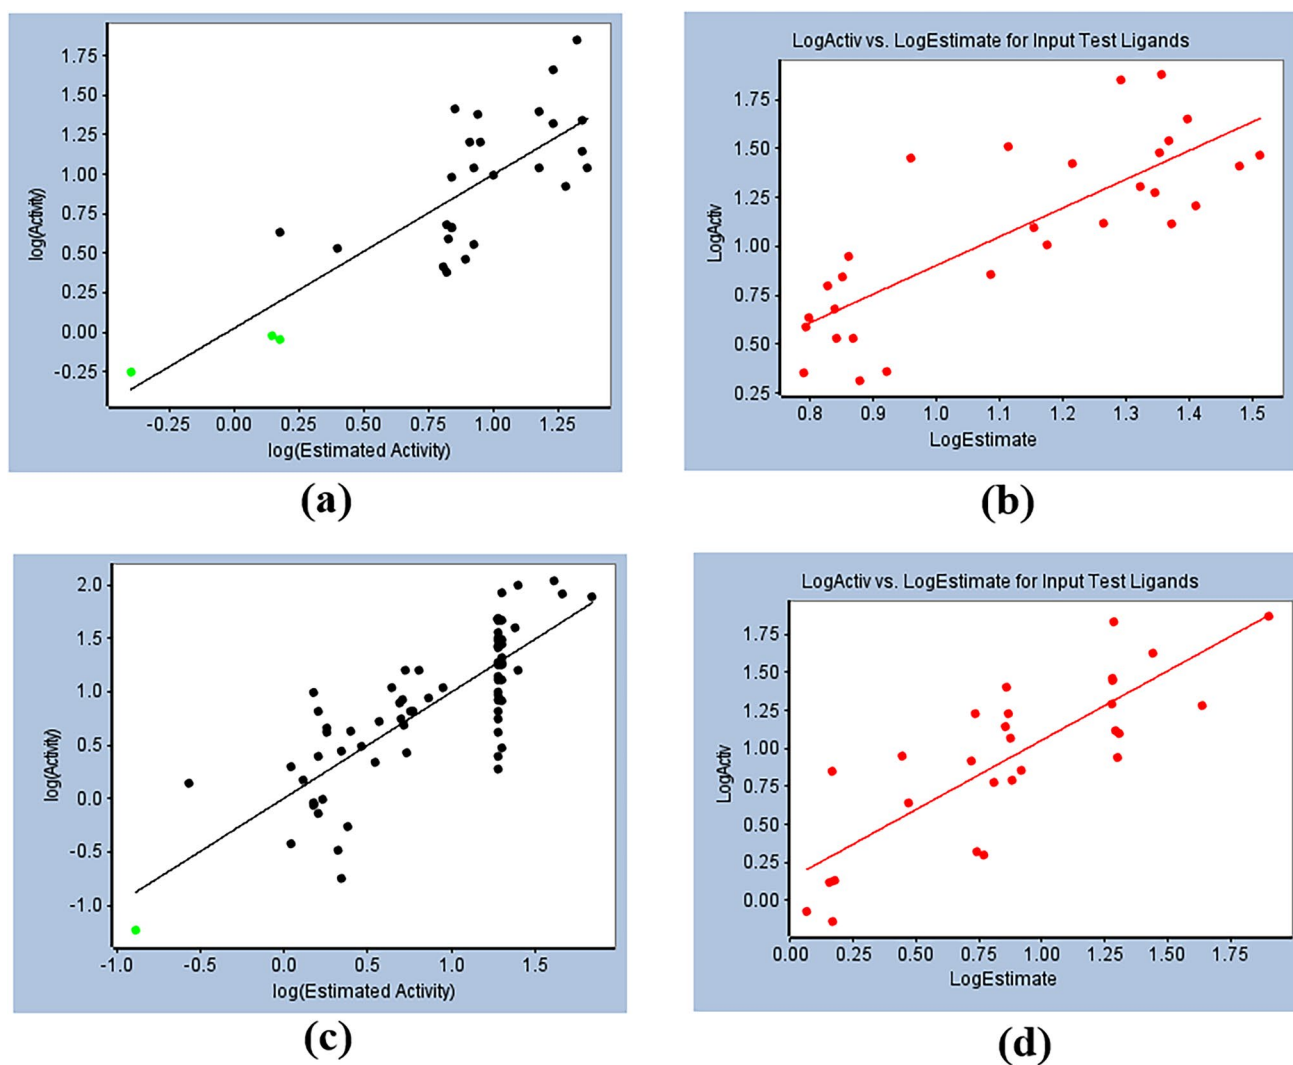 1.75
1.50
1.25
1.00
0.75
0.50
0.25
0.00
-0.25
log(Activity)
-0.25 0.00 0.25 0.50 0.75 1.00 1.25
log(Estimated Activity)
(a)
LogActiv vs. LogEstimate for Input Test Ligands
1.75
1.50
1.25
1.00
0.75
0.50
0.25
LogActiv
0.8 0.9 1.0 1.1 1.2 1.3 1.4 1.5
LogEstimate
(b)
2.0
1.5
1.0
0.5
0.0
-0.5
-1.0
log(Activity)
-1.0 -0.5 0.0 0.5 1.0 1.5
log(Estimated Activity)
(c)
LogActiv vs. LogEstimate for Input Test Ligands
1.75
1.50
1.25
1.00
0.75
0.50
0.25
0.00
LogActiv
0.00 0.25 0.50 0.75 1.00 1.25 1.50 1.75
LogEstimate
(d)